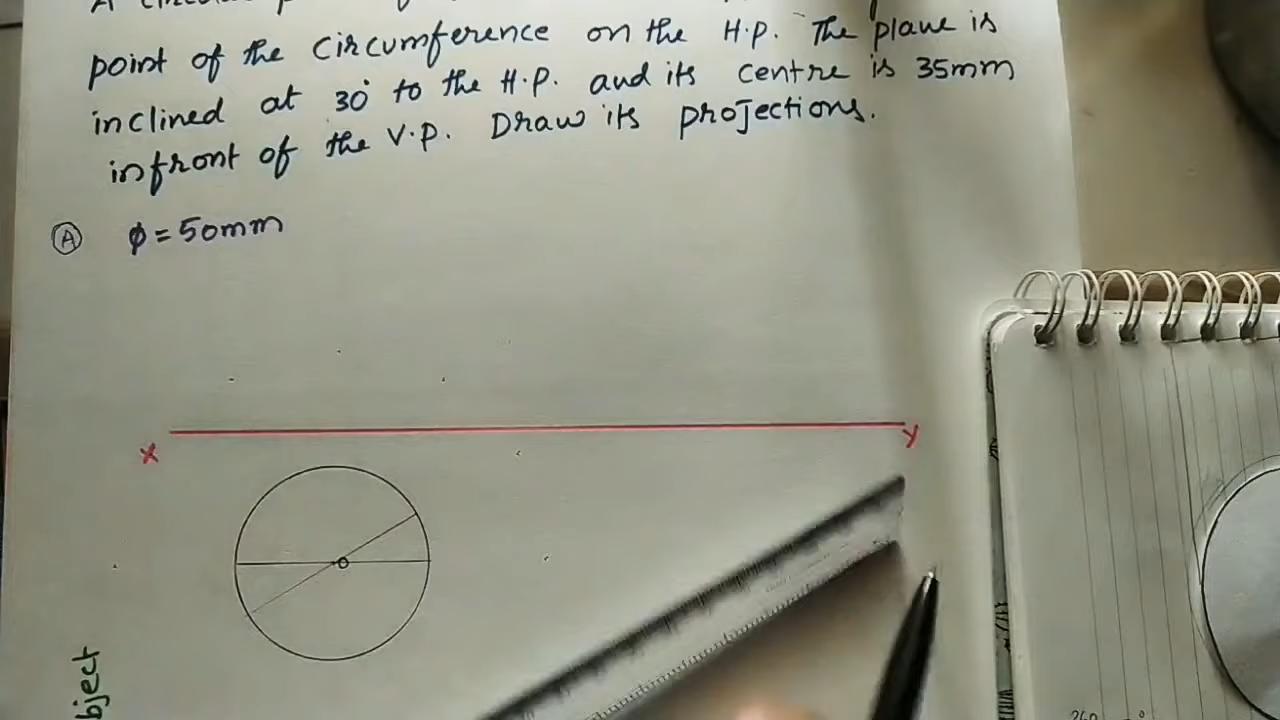 point of the circumference on the H.P. The plane is
inclined at 30° to the H.P. and its centre is 35mm
infront of the V.P. Draw its projections.
A ϕ = 50mm
X
Y
o
bject